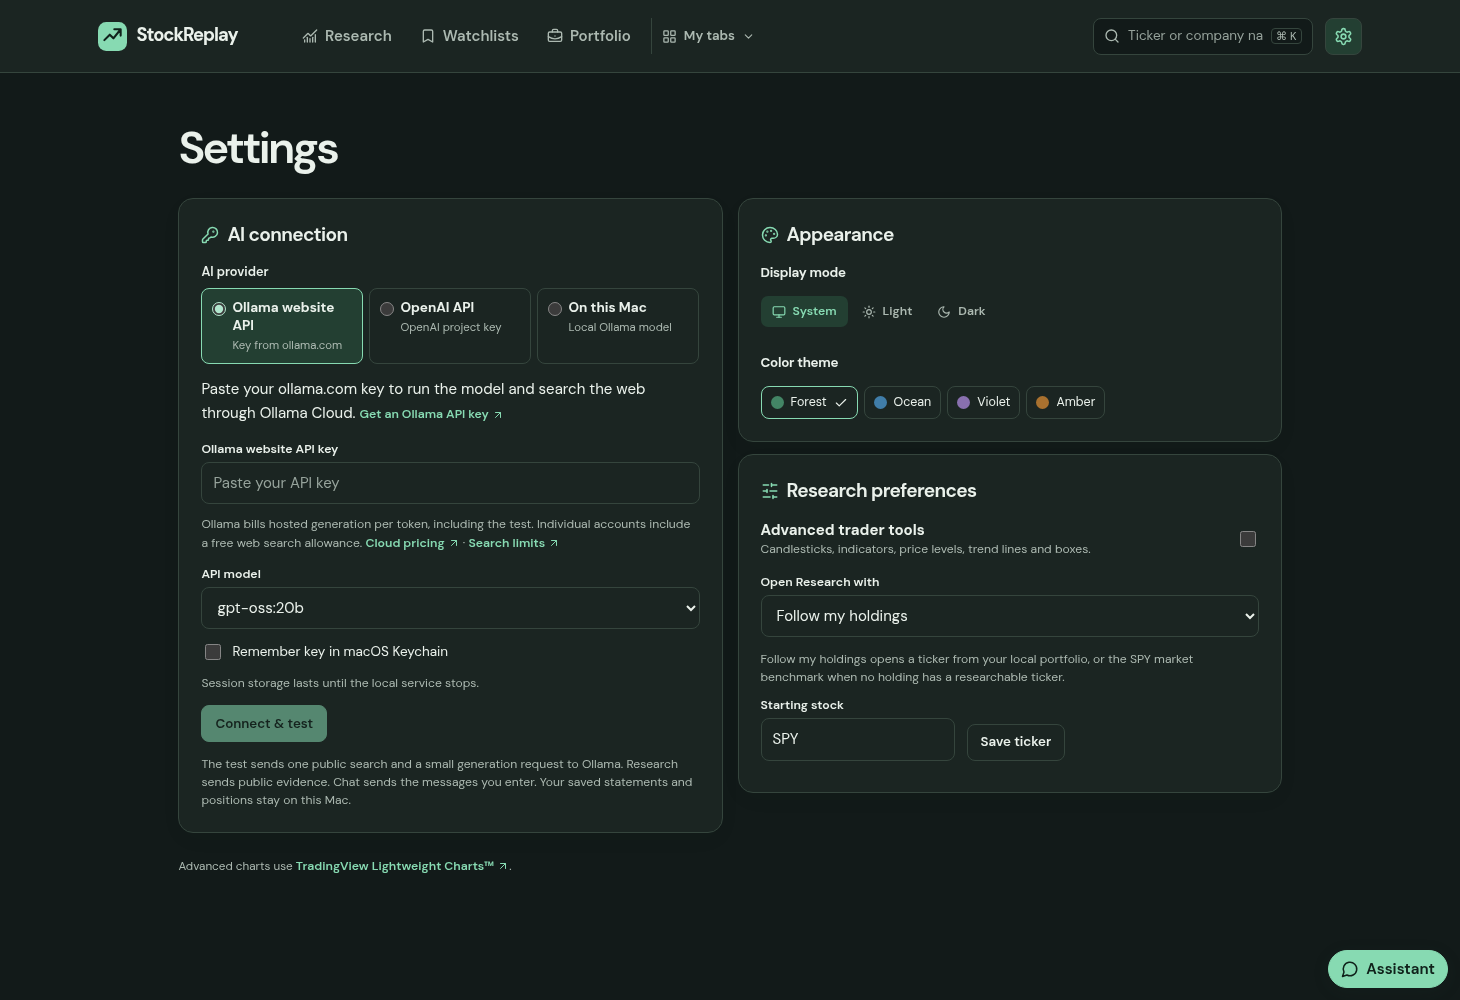 StockReplay
Research
Watchlists
Portfolio
My tabs
Ticker or company na
⌘ K
Settings
AI connection
AI provider
Ollama website
API
Key from ollama.com
OpenAI API
OpenAI project key
On this Mac
Local Ollama model
Paste your ollama.com key to run the model and search the web
through Ollama Cloud. Get an Ollama API key ↗
Ollama website API key
Paste your API key
Ollama bills hosted generation per token, including the test. Individual accounts include
a free web search allowance. Cloud pricing ↗ · Search limits ↗
API model
gpt-oss:20b
Remember key in macOS Keychain
Session storage lasts until the local service stops.
Connect & test
The test sends one public search and a small generation request to Ollama. Research
sends public evidence. Chat sends the messages you enter. Your saved statements and
positions stay on this Mac.
Appearance
Display mode
System
Light
Dark
Color theme
Forest
Ocean
Violet
Amber
Research preferences
Advanced trader tools
Candlesticks, indicators, price levels, trend lines and boxes.
Open Research with
Follow my holdings
Follow my holdings opens a ticker from your local portfolio, or the SPY market
benchmark when no holding has a researchable ticker.
Starting stock
SPY
Save ticker
Advanced charts use TradingView Lightweight Charts™ ↗.
Assistant